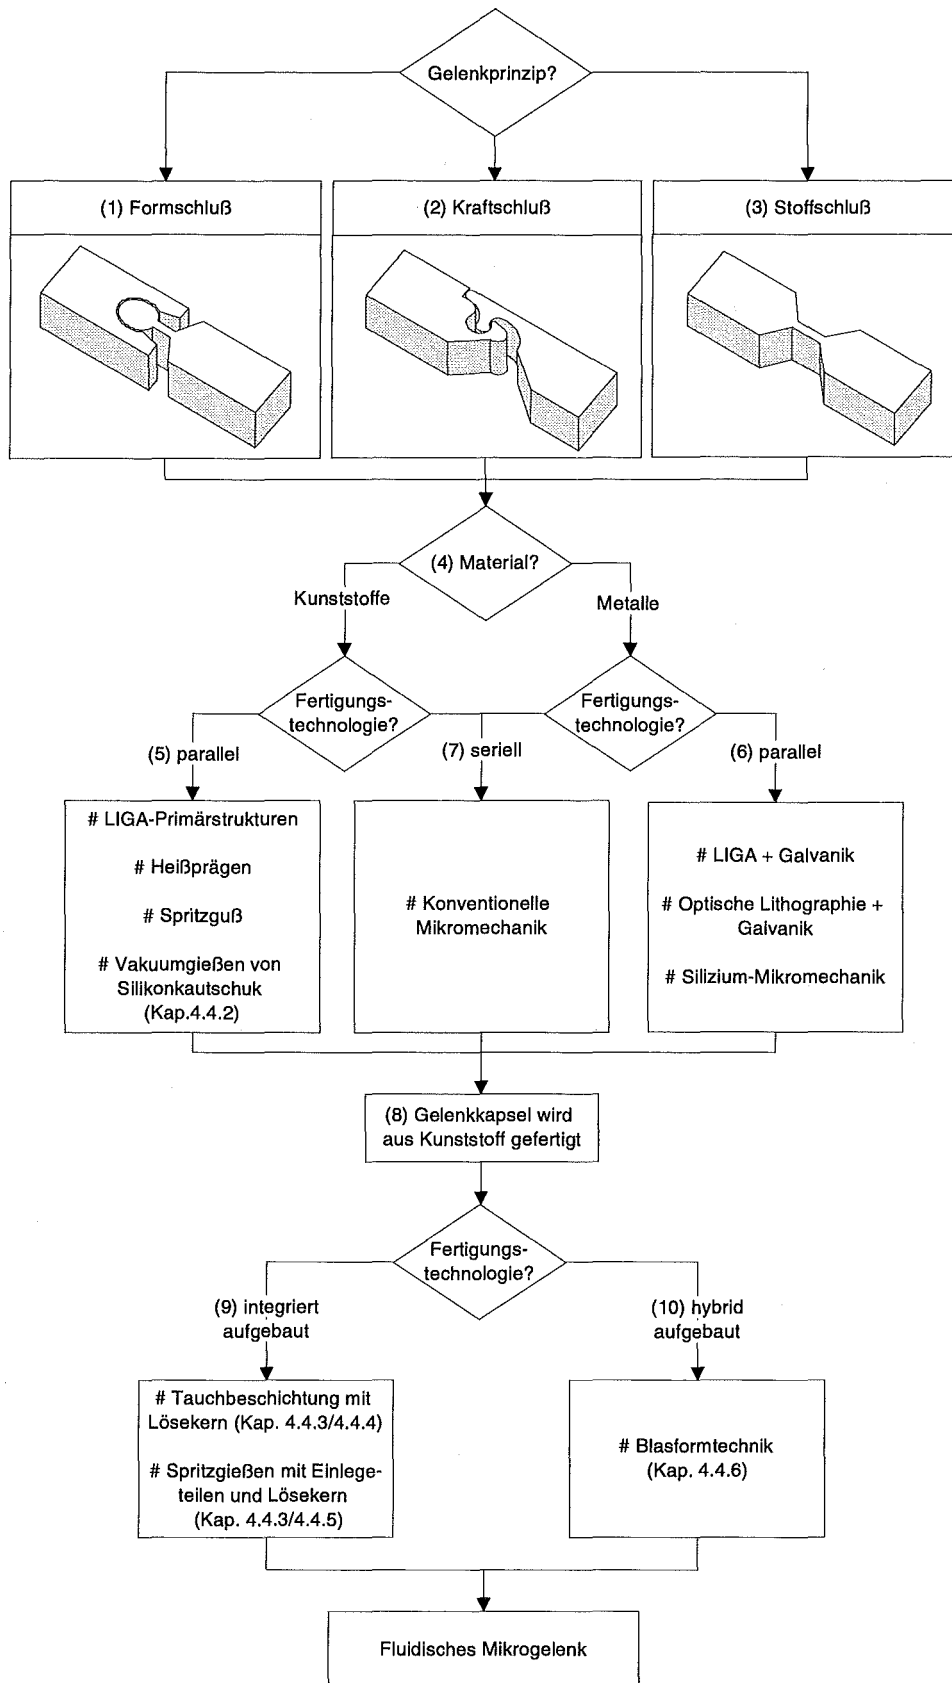 Gelenkprinzip?
(1) Formschluß
(2) Kraftschluß
(3) Stoffschluß
(4) Material?
Kunststoffe
Metalle
Fertigungs-
technologie?
Fertigungs-
technologie?
(5) parallel
(7) seriell
(6) parallel
# LIGA-Primärstrukturen
# Heißprägen
# Spritzguß
# Vakuumgießen von
Silikonkautschuk
(Kap.4.4.2)
# Konventionelle
Mikromechanik
# LIGA + Galvanik
# Optische Lithographie +
Galvanik
# Silizium-Mikromechanik
(8) Gelenkkapsel wird
aus Kunststoff gefertigt
Fertigungs-
technologie?
(9) integriert
aufgebaut
(10) hybrid
aufgebaut
# Tauchbeschichtung mit
Lösekern (Kap. 4.4.3/4.4.4)
# Spritzgießen mit Einlege-
teilen und Lösekern
(Kap. 4.4.3/4.4.5)
# Blasformtechnik
(Kap. 4.4.6)
Fluidisches Mikrogelenk